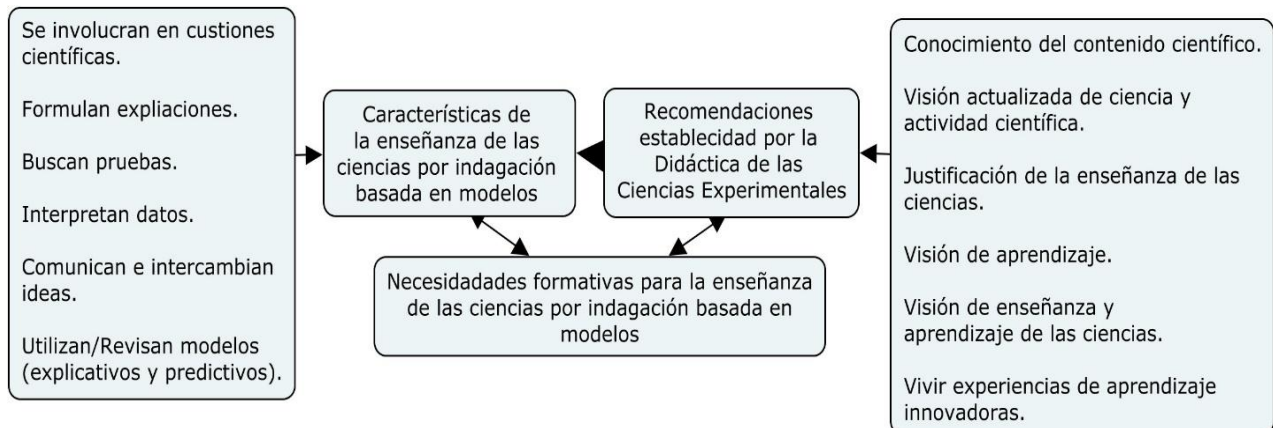 Se involucran en custiones
científicas.
Formulan expliaciones.
Buscan pruebas.
Interpretan datos.
Comunican e intercambian
ideas.
Utilizan/Revisan modelos
(explicativos y predictivos).
Características de
la enseñanza de las
ciencias por indagación
basada en modelos
Recomendaciones
establecidad por la
Didáctica de las
Ciencias Experimentales
Necesidadades formativas para la enseñanza
de las ciencias por indagación basada en
modelos
Conocimiento del contenido científico.
Visión actualizada de ciencia y
actividad científica.
Justificación de la enseñanza de las
ciencias.
Visión de aprendizaje.
Visión de enseñanza y
aprendizaje de las ciencias.
Vivir experiencias de aprendizaje
innovadoras.